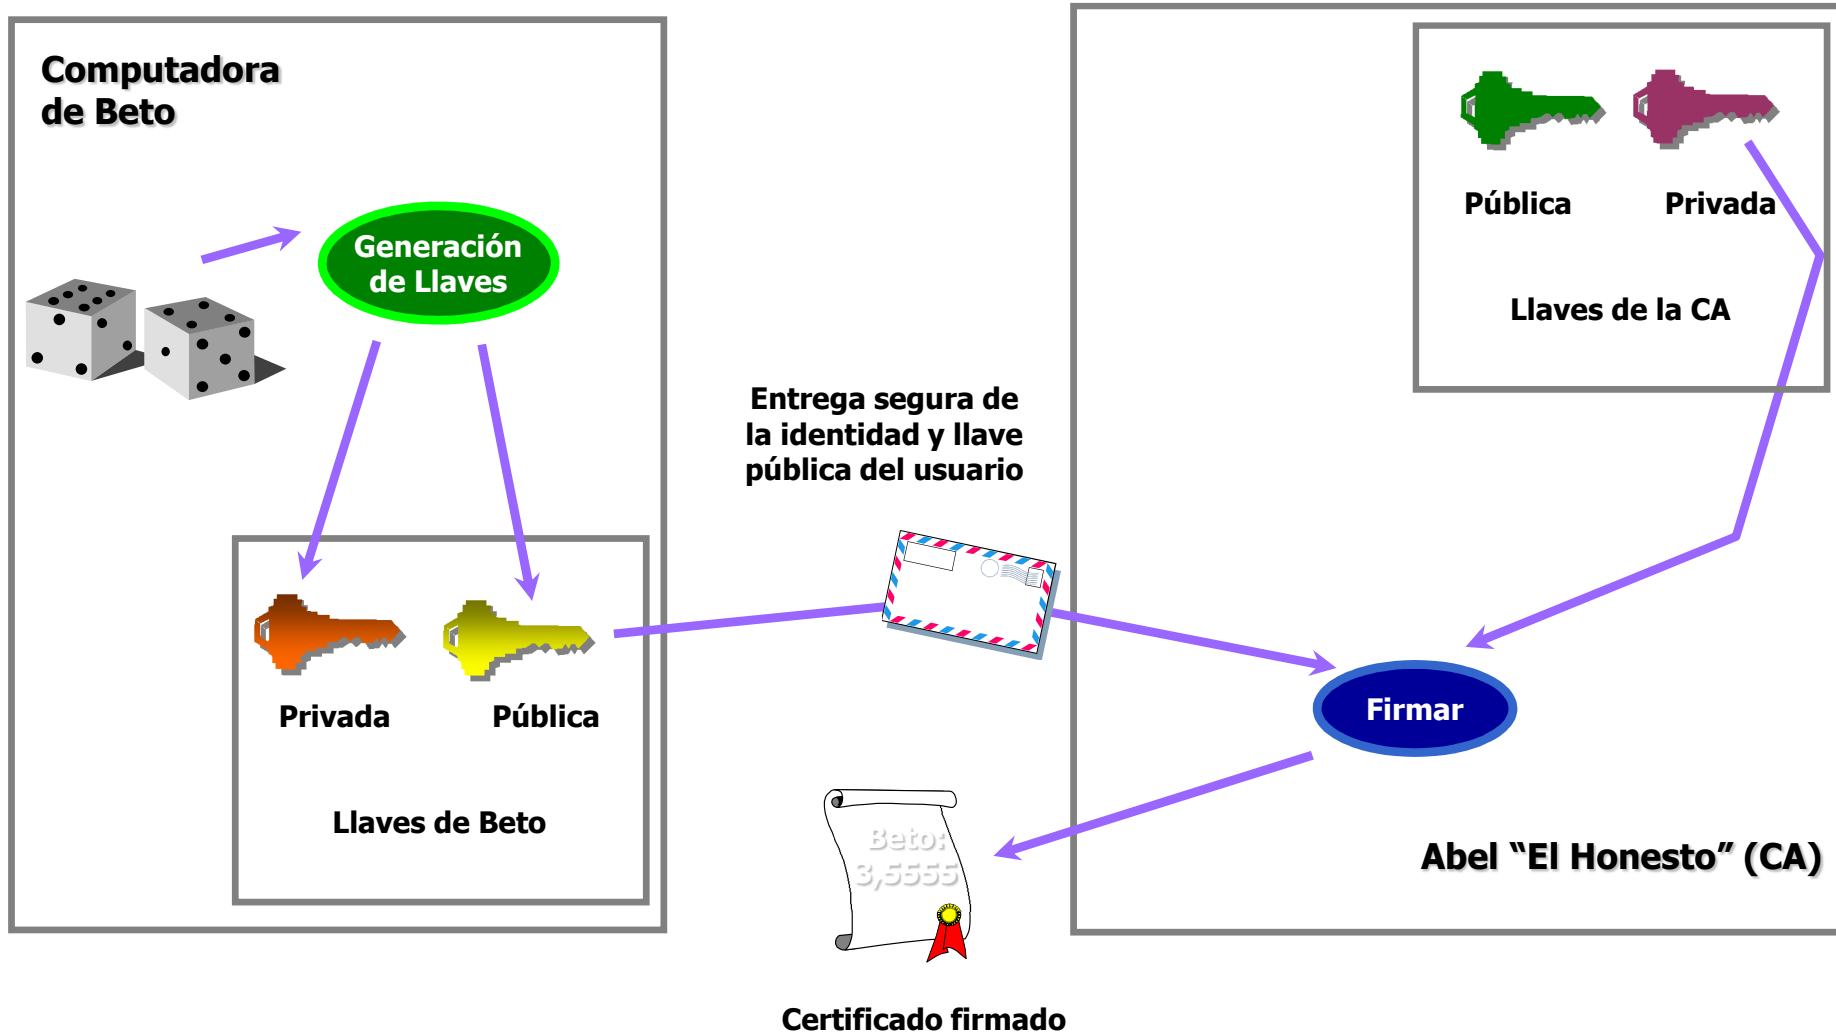 Computadora
de Beto
Generación
de Llaves
Privada
Pública
Llaves de Beto
Entrega segura de
la identidad y llave
pública del usuario
Pública
Privada
Llaves de la CA
Firmar
Abel “El Honesto” (CA)
Beto:
3,5555
Certificado firmado